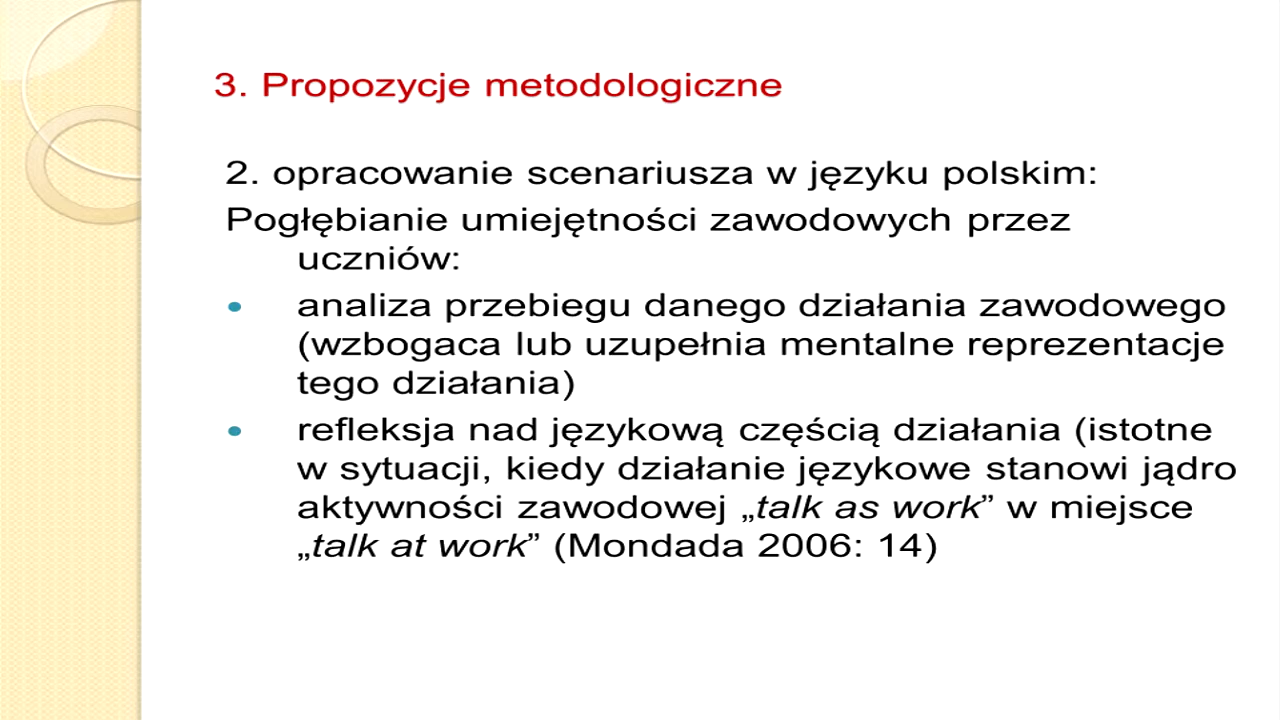 3. Propozycje metodologiczne
2. opracowanie scenariusza w języku polskim:
Pogłębianie umiejętności zawodowych przez
uczniów:
• analiza przebiegu danego działania zawodowego
(wzbogaca lub uzupełnia mentalne reprezentacje
tego działania)
• refleksja nad językową częścią działania (istotne
w sytuacji, kiedy działanie językowe stanowi jądro
aktywności zawodowej „talk as work” w miejsce
„talk at work” (Mondada 2006: 14)